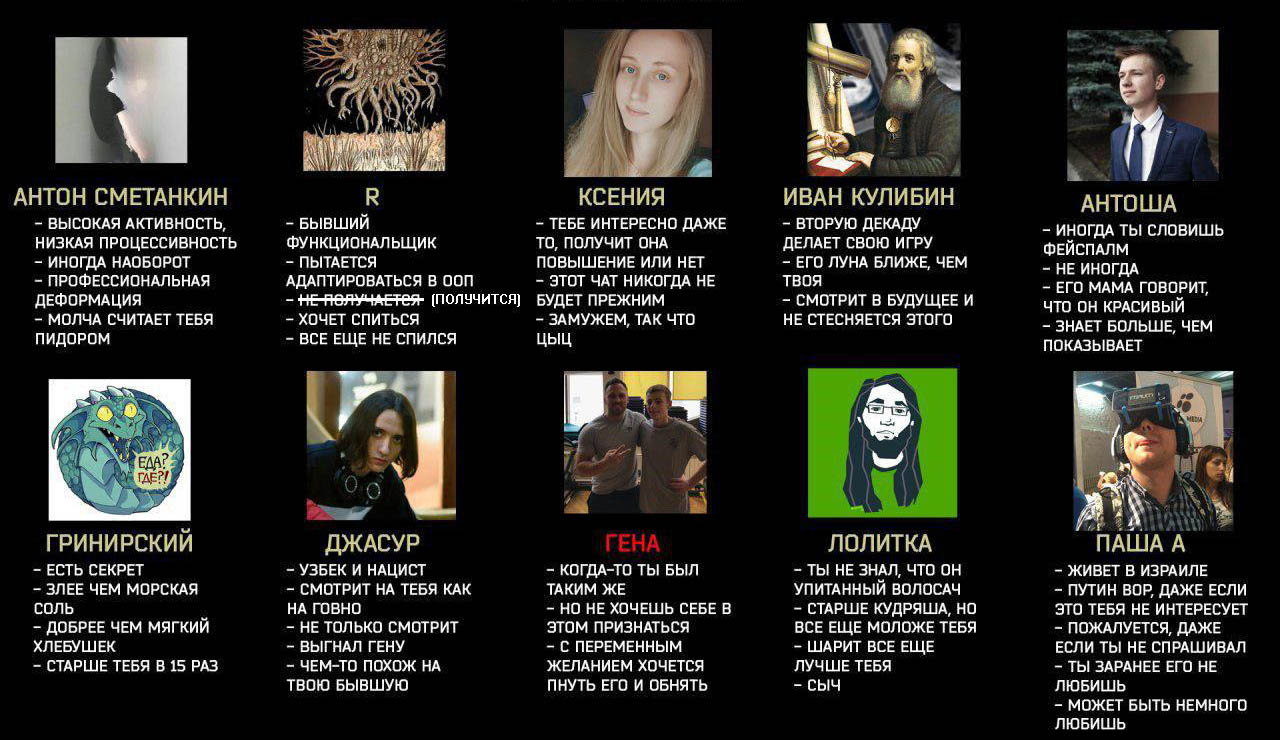 АНТОН СМЕТАНКИН
– ВЫСОКАЯ АКТИВНОСТЬ,
НИЗКАЯ ПРОЦЕССИВНОСТЬ
– ИНОГДА НАОБОРОТ
– ПРОФЕССИОНАЛЬНАЯ
ДЕФОРМАЦИЯ
– МОЛЧА СЧИТАЕТ ТЕБЯ
ПИДОРОМ
R
– БЫВШИЙ
ФУНКЦИОНАЛЬЩИК
– ПЫТАЕТСЯ
АДАПТИРОВАТЬСЯ В ООП
– НЕ ПОЛУЧАЕТСЯ (ПОЛУЧИТСЯ)
– ХОЧЕТ СПИТЬСЯ
– ВСЕ ЕЩЕ НЕ СПИЛСЯ
КСЕНИЯ
– ТЕБЕ ИНТЕРЕСНО ДАЖЕ
ТО, ПОЛУЧИТ ОНА
ПОВЫШЕНИЕ ИЛИ НЕТ
– ЭТОТ ЧАТ НИКОГДА НЕ
БУДЕТ ПРЕЖНИМ
– ЗАМУЖЕМ, ТАК ЧТО
ЦЫЦ
ИВАН КУЛИБИН
– ВТОРУЮ ДЕКАДУ
ДЕЛАЕТ СВОЮ ИГРУ
– ЕГО ЛУНА БЛИЖЕ, ЧЕМ
ТВОЯ
– СМОТРИТ В БУДУЩЕЕ И
НЕ СТЕСНЯЕТСЯ ЭТОГО
АНТОША
– ИНОГДА ТЫ СЛОВИШЬ
ФЕЙСПАЛМ
– НЕ ИНОГДА
– ЕГО МАМА ГОВОРИТ,
ЧТО ОН КРАСИВЫЙ
– ЗНАЕТ БОЛЬШЕ, ЧЕМ
ПОКАЗЫВАЕТ
ЕДА?
ГДЕ?!
ГРИНИРСКИЙ
– ЕСТЬ СЕКРЕТ
– ЗЛЕЕ ЧЕМ МОРСКАЯ
СОЛЬ
– ДОБРЕЕ ЧЕМ МЯГКИЙ
ХЛЕБУШЕК
– СТАРШЕ ТЕБЯ В 15 РАЗ
ДЖАСУР
– УЗБЕК И НАЦИСТ
– СМОТРИТ НА ТЕБЯ КАК
НА ГОВНО
– НЕ ТОЛЬКО СМОТРИТ
– ВЫГНАЛ ГЕНУ
– ЧЕМ-ТО ПОХОЖ НА
ТВОЮ БЫВШУЮ
ГЕНА
– КОГДА-ТО ТЫ БЫЛ
ТАКИМ ЖЕ
– НО НЕ ХОЧЕШЬ СЕБЕ В
ЭТОМ ПРИЗНАТЬСЯ
– С ПЕРЕМЕННЫМ
ЖЕЛАНИЕМ ХОЧЕТСЯ
ПНУТЬ ЕГО И ОБНЯТЬ
ЛОЛИТКА
– ТЫ НЕ ЗНАЛ, ЧТО ОН
УПИТАННЫЙ ВОЛОСАЧ
– СТАРШЕ КУДРЯША, НО
ВСЕ ЕЩЕ МОЛОЖЕ ТЕБЯ
– ШАРИТ ВСЕ ЕЩЕ
ЛУЧШЕ ТЕБЯ
– СЫЧ
MEDIA
ПАША А
– ЖИВЕТ В ИЗРАИЛЕ
– ПУТИН ВОР, ДАЖЕ ЕСЛИ
ЭТО ТЕБЯ НЕ ИНТЕРЕСУЕТ
– ПОЖАЛУЕТСЯ, ДАЖЕ
ЕСЛИ ТЫ НЕ СПРАШИВАЛ
– ТЫ ЗАРАНЕЕ ЕГО НЕ
ЛЮБИШЬ
– МОЖЕТ БЫТЬ НЕМНОГО
ЛЮБИШЬ